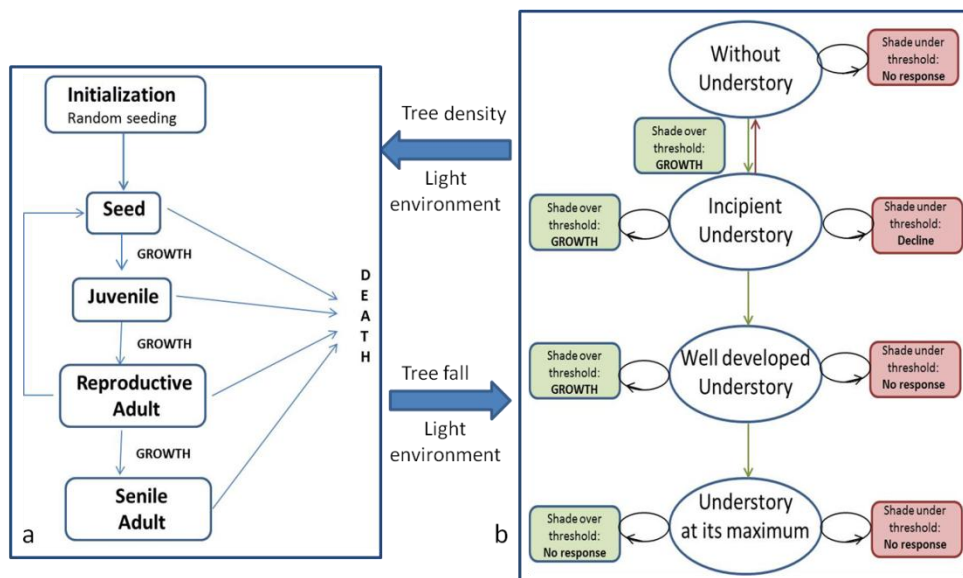 Initialization
Random seeding
Seed
GROWTH
Juvenile
GROWTH
Reproductive
Adult
GROWTH
Senile
Adult
D
E
A
T
H
a
Tree density
Light
environment
Tree fall
Light
environment
Without
Understory
Shade under
threshold:
No response
Shade over
threshold:
GROWTH
Shade over
threshold:
GROWTH
Incipient
Understory
Shade under
threshold:
Decline
Shade over
threshold:
GROWTH
Well developed
Understory
Shade under
threshold:
No response
Shade over
threshold:
No response
Understory
at its maximum
Shade under
threshold:
No response
b